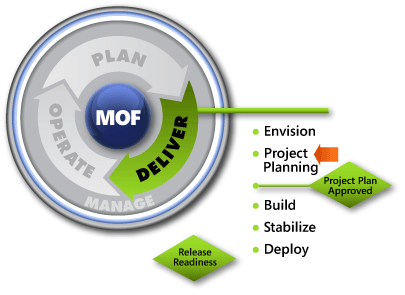 PLAN
OPERATE
MOF
DELIVER
MANAGE
Envision
Project
Planning
Project Plan
Approved
Build
Stabilize
Deploy
Release
Readiness